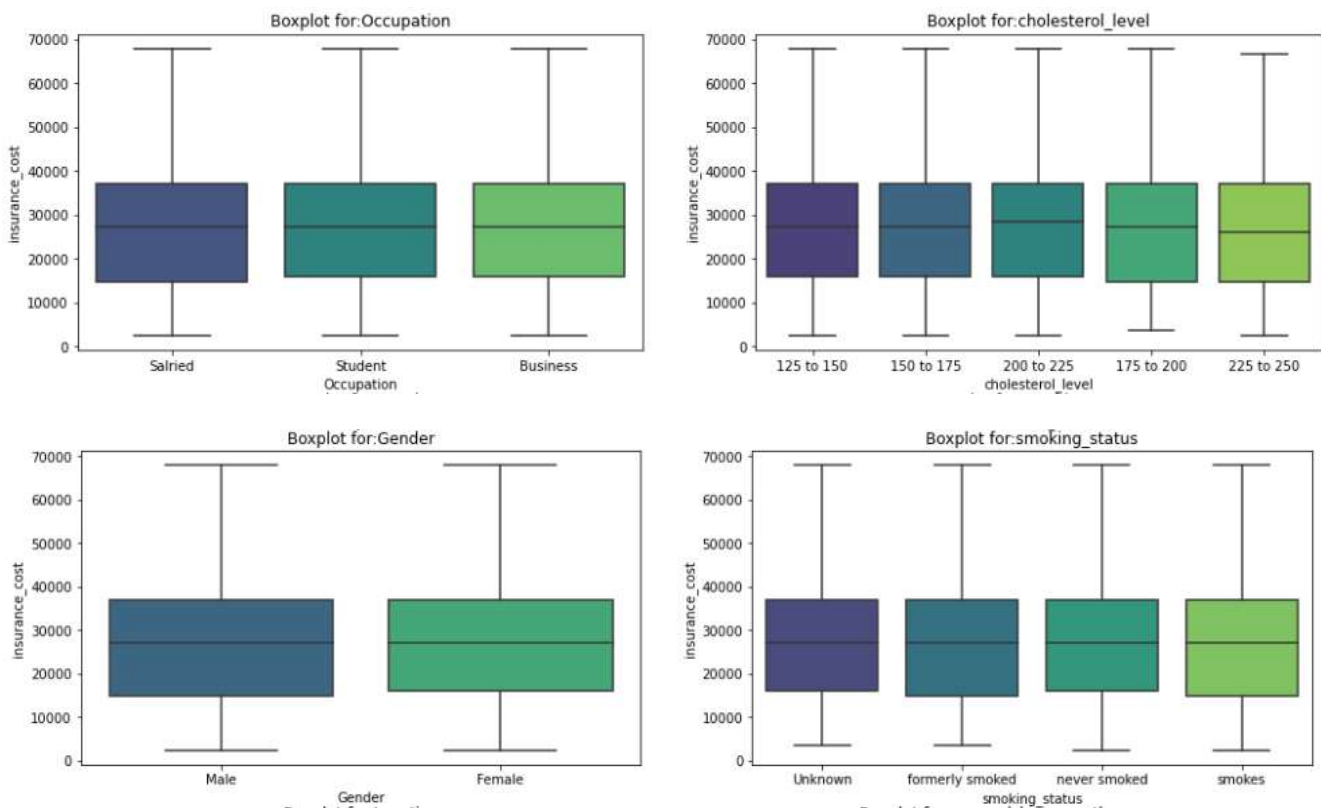 Boxplot for:Occupation
70000
60000
50000
40000
30000
20000
10000
0
insurance_cost
Salried Student Business
Occupation
Boxplot for:cholesterol_level
70000
60000
50000
40000
30000
20000
10000
0
insurance_cost
125 to 150 150 to 175 200 to 225 175 to 200 225 to 250
cholesterol_level
Boxplot for:Gender
70000
60000
50000
40000
30000
20000
10000
0
insurance_cost
Male Female
Gender
Boxplot for:smoking_status
70000
60000
50000
40000
30000
20000
10000
0
insurance_cost
Unknown formerly smoked never smoked smokes
smoking_status